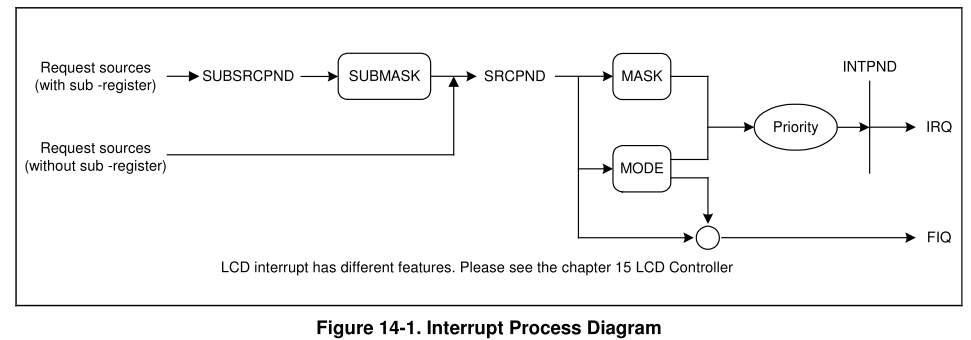 Request sources
(with sub -register)
SUBSRCPND
SUBMASK
SRCPND
MASK
INTPND
Priority
IRQ
Request sources
(without sub -register)
MODE
FIQ
LCD interrupt has different features. Please see the chapter 15 LCD Controller
Figure 14-1. Interrupt Process Diagram